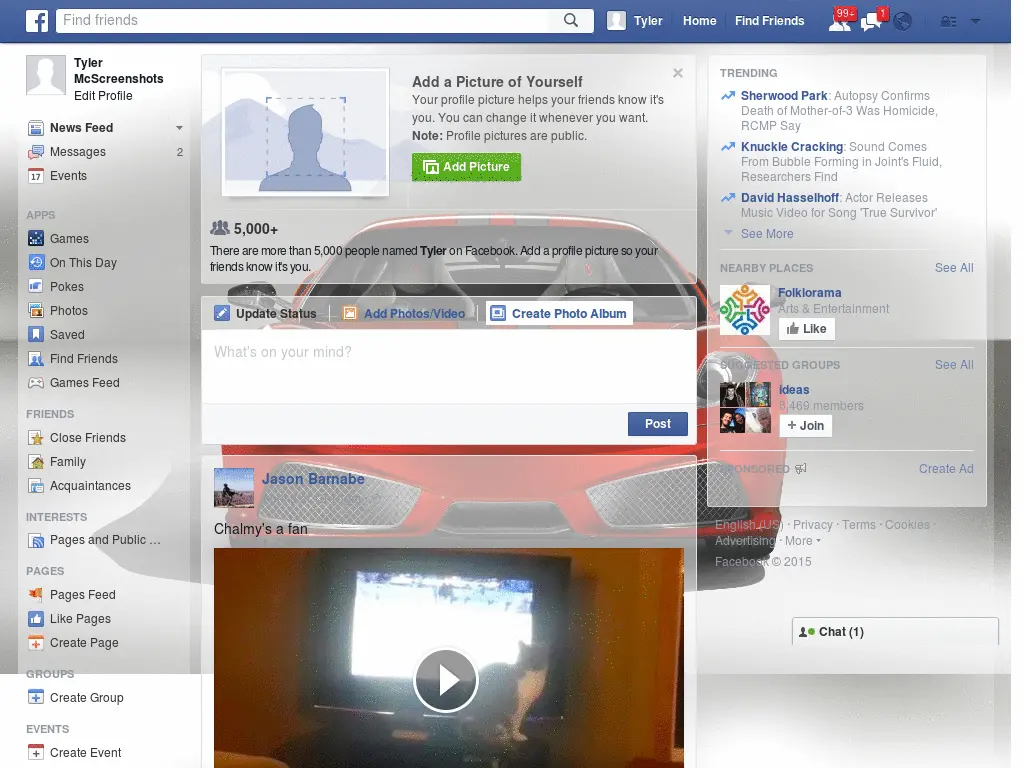 Find friends
Tyler
Home
Find Friends
99+
1
Tyler
McScreenshots
Edit Profile
News Feed
Messages 2
17 Events
APPS
Games
On This Day
Pokes
Photos
Saved
Find Friends
Games Feed
FRIENDS
Close Friends
Family
Acquaintances
INTERESTS
Pages and Public ...
PAGES
Pages Feed
Like Pages
Create Page
GROUPS
Create Group
EVENTS
Create Event
Add a Picture of Yourself
Your profile picture helps your friends know it's
you. You can change it whenever you want.
Note: Profile pictures are public.
Add Picture
5,000+
There are more than 5,000 people named Tyler on Facebook. Add a profile picture so your
friends know it's you.
Update Status
Add Photos/Video
Create Photo Album
What's on your mind?
Post
Jason Barnabe
Chalmy's a fan
TRENDING
Sherwood Park: Autopsy Confirms
Death of Mother-of-3 Was Homicide,
RCMP Say
Knuckle Cracking: Sound Comes
From Bubble Forming in Joint's Fluid,
Researchers Find
David Hasselhoff: Actor Releases
Music Video for Song 'True Survivor'
See More
NEARBY PLACES See All
Folklorama
Arts & Entertainment
Like
SUGGESTED GROUPS See All
ideas
8,469 members
+ Join
SPONSORED Create Ad
English (US) · Privacy · Terms · Cookies ·
Advertising · More
Facebook © 2015
Chat (1)